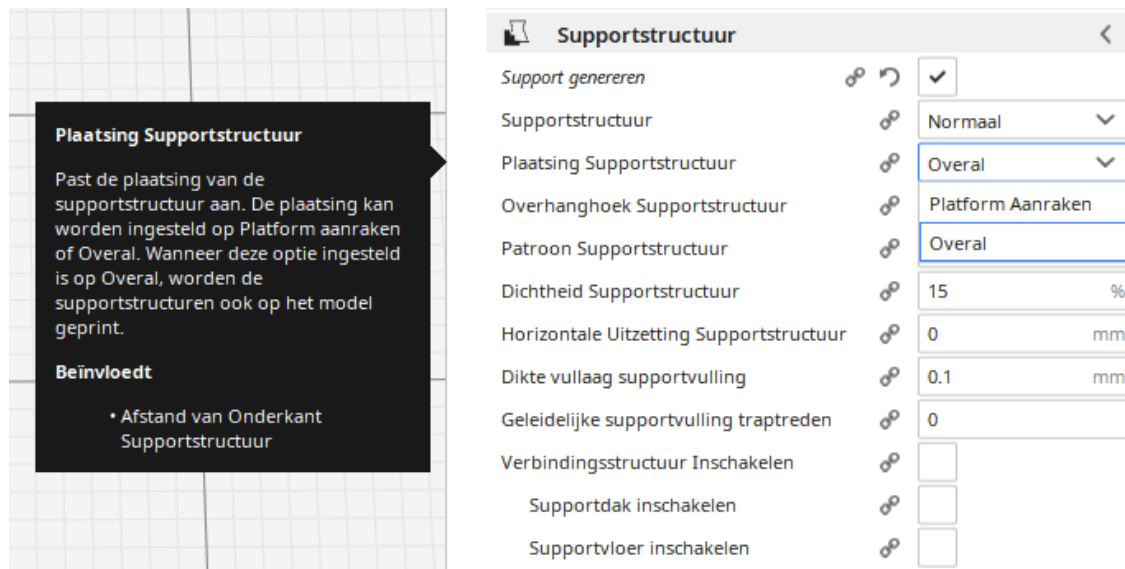 Plaatsing Supportstructuur
Past de plaatsing van de
supportstructuur aan. De plaatsing kan
worden ingesteld op Platform aanraken
of Overal. Wanneer deze optie ingesteld
is op Overal, worden de
supportstructuren ook op het model
geprint.
Beïnvloedt
• Afstand van Onderkant
Supportstructuur
Supportstructuur
Support genereren
Supportstructuur Normaal
Plaatsing Supportstructuur Overal
Overhanghoek Supportstructuur Platform Aanraken
Patroon Supportstructuur Overal
Dichtheid Supportstructuur 15 %
Horizontale Uitzetting Supportstructuur 0 mm
Dikte vullaag supportvulling 0.1 mm
Geleidelijke supportvulling traptreden 0
Verbindingsstructuur Inschakelen
Supportdak inschakelen
Supportvloer inschakelen